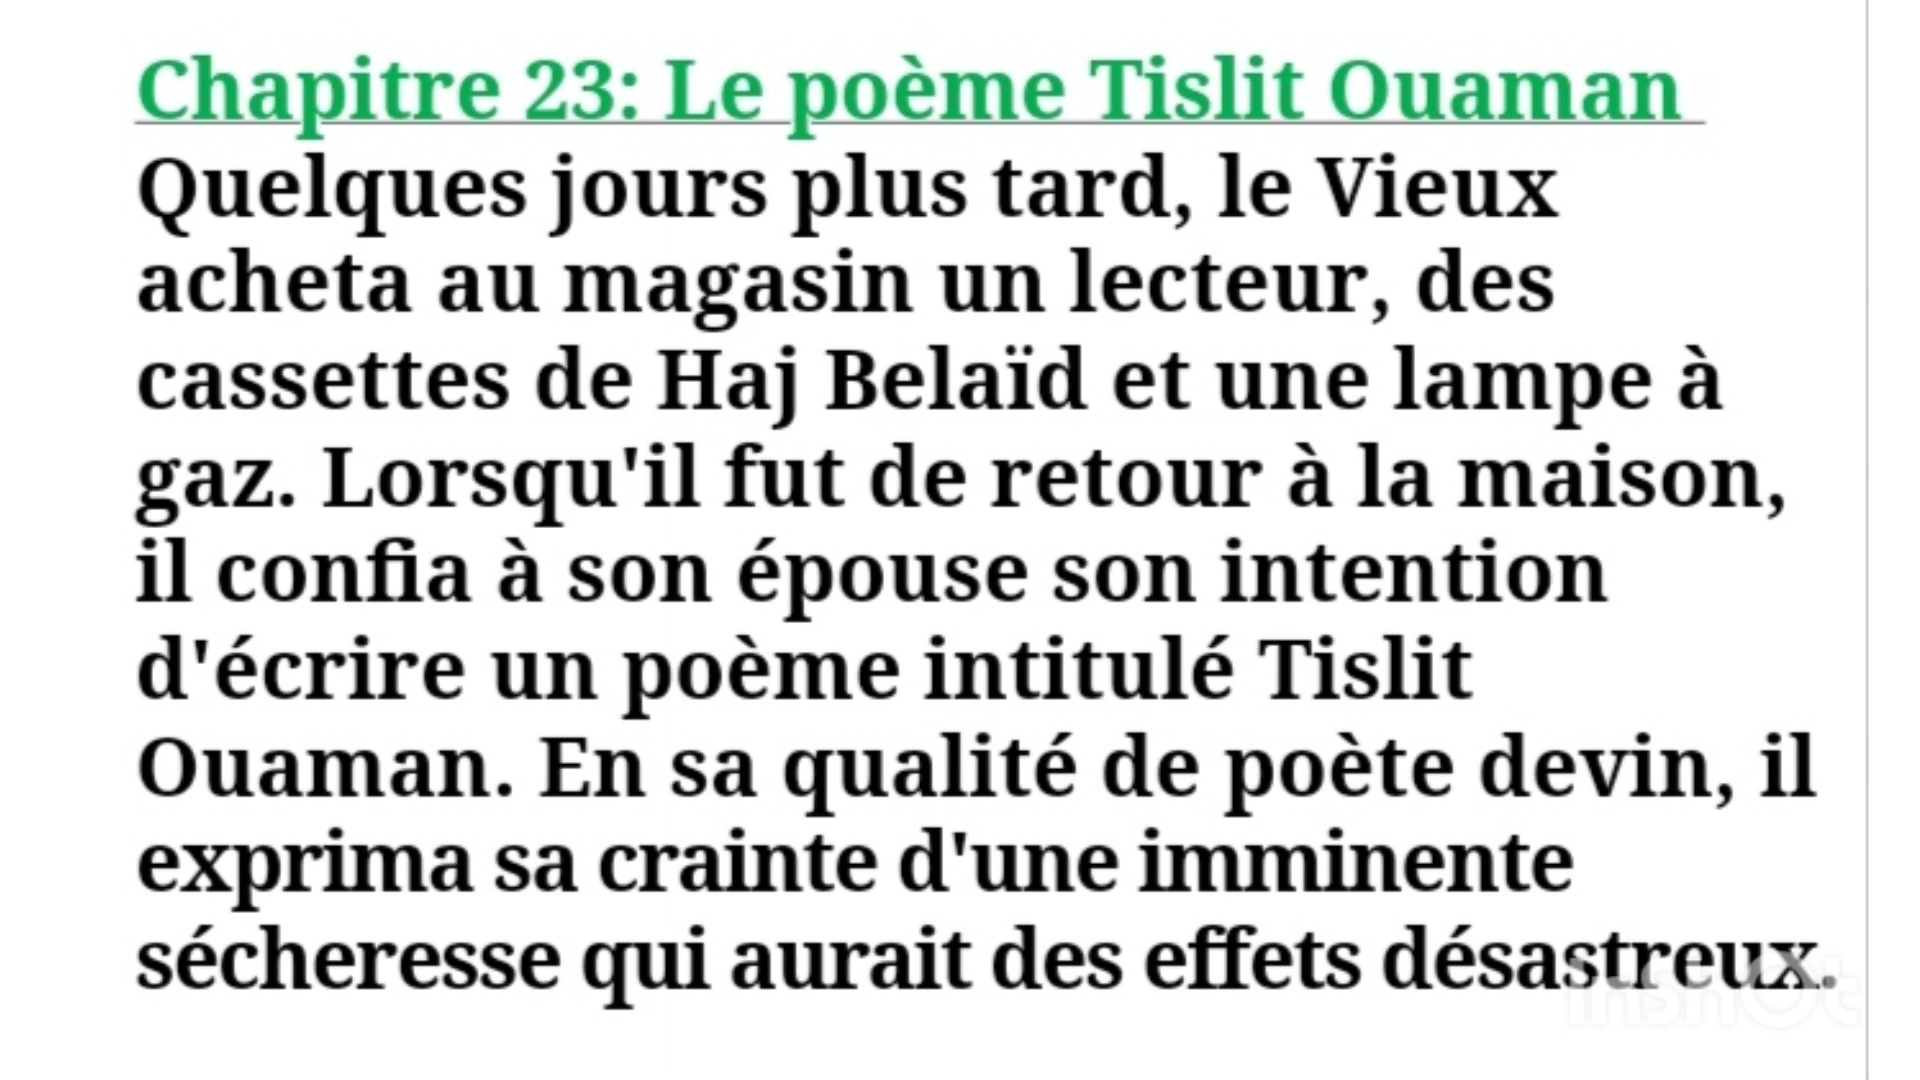 Chapitre 23: Le poème Tislit Ouaman
Quelques jours plus tard, le Vieux
acheta au magasin un lecteur, des
cassettes de Haj Belaïd et une lampe à
gaz. Lorsqu'il fut de retour à la maison,
il confia à son épouse son intention
d'écrire un poème intitulé Tislit
Ouaman. En sa qualité de poète devin, il
exprima sa crainte d'une imminente
sécheresse qui aurait des effets désastreux.
InShOt